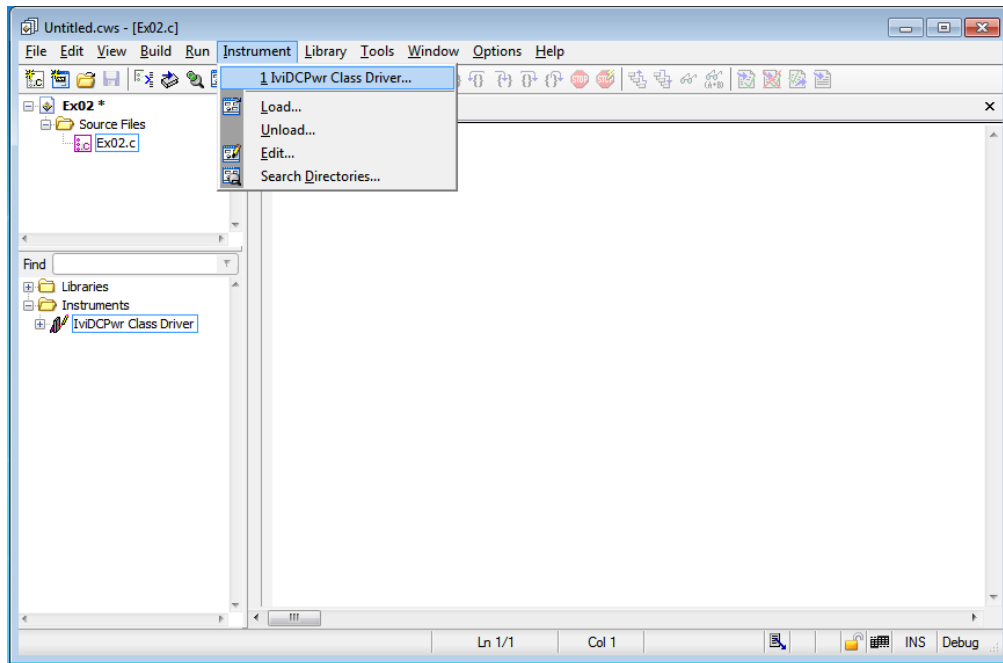 Untitled.cws - [Ex02.c]
File Edit View Build Run Instrument Library Tools Window Options Help
1 IviDCPwr Class Driver...
Load...
Unload...
Edit...
Search Directories...
Ex02 *
Source Files
Ex02.c
Find
Libraries
Instruments
IviDCPwr Class Driver
Ln 1/1 Col 1 INS Debug